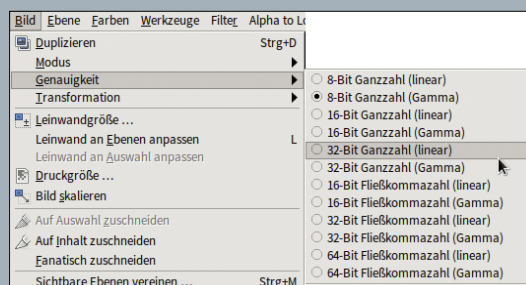 Bild Ebene Farben Werkzeuge Filter Alpha to
Duplizieren Strg+D
Modus
Genauigkeit
Transformation
Leinwandgröße ...
Leinwand an Ebenen anpassen L
Leinwand an Auswahl anpassen
Druckgröße ...
Bild skalieren
Auf Auswahl zuschneiden
Auf Inhalt zuschneiden
Fanatisch zuschneiden
Sichtbare Ebenen vereinen ... Strg+M
8-Bit Ganzzahl (linear)
8-Bit Ganzzahl (Gamma)
16-Bit Ganzzahl (linear)
16-Bit Ganzzahl (Gamma)
32-Bit Ganzzahl (linear)
32-Bit Ganzzahl (Gamma)
16-Bit Fließkommazahl (linear)
16-Bit Fließkommazahl (Gamma)
32-Bit Fließkommazahl (linear)
32-Bit Fließkommazahl (Gamma)
64-Bit Fließkommazahl (linear)
64-Bit Fließkommazahl (Gamma)